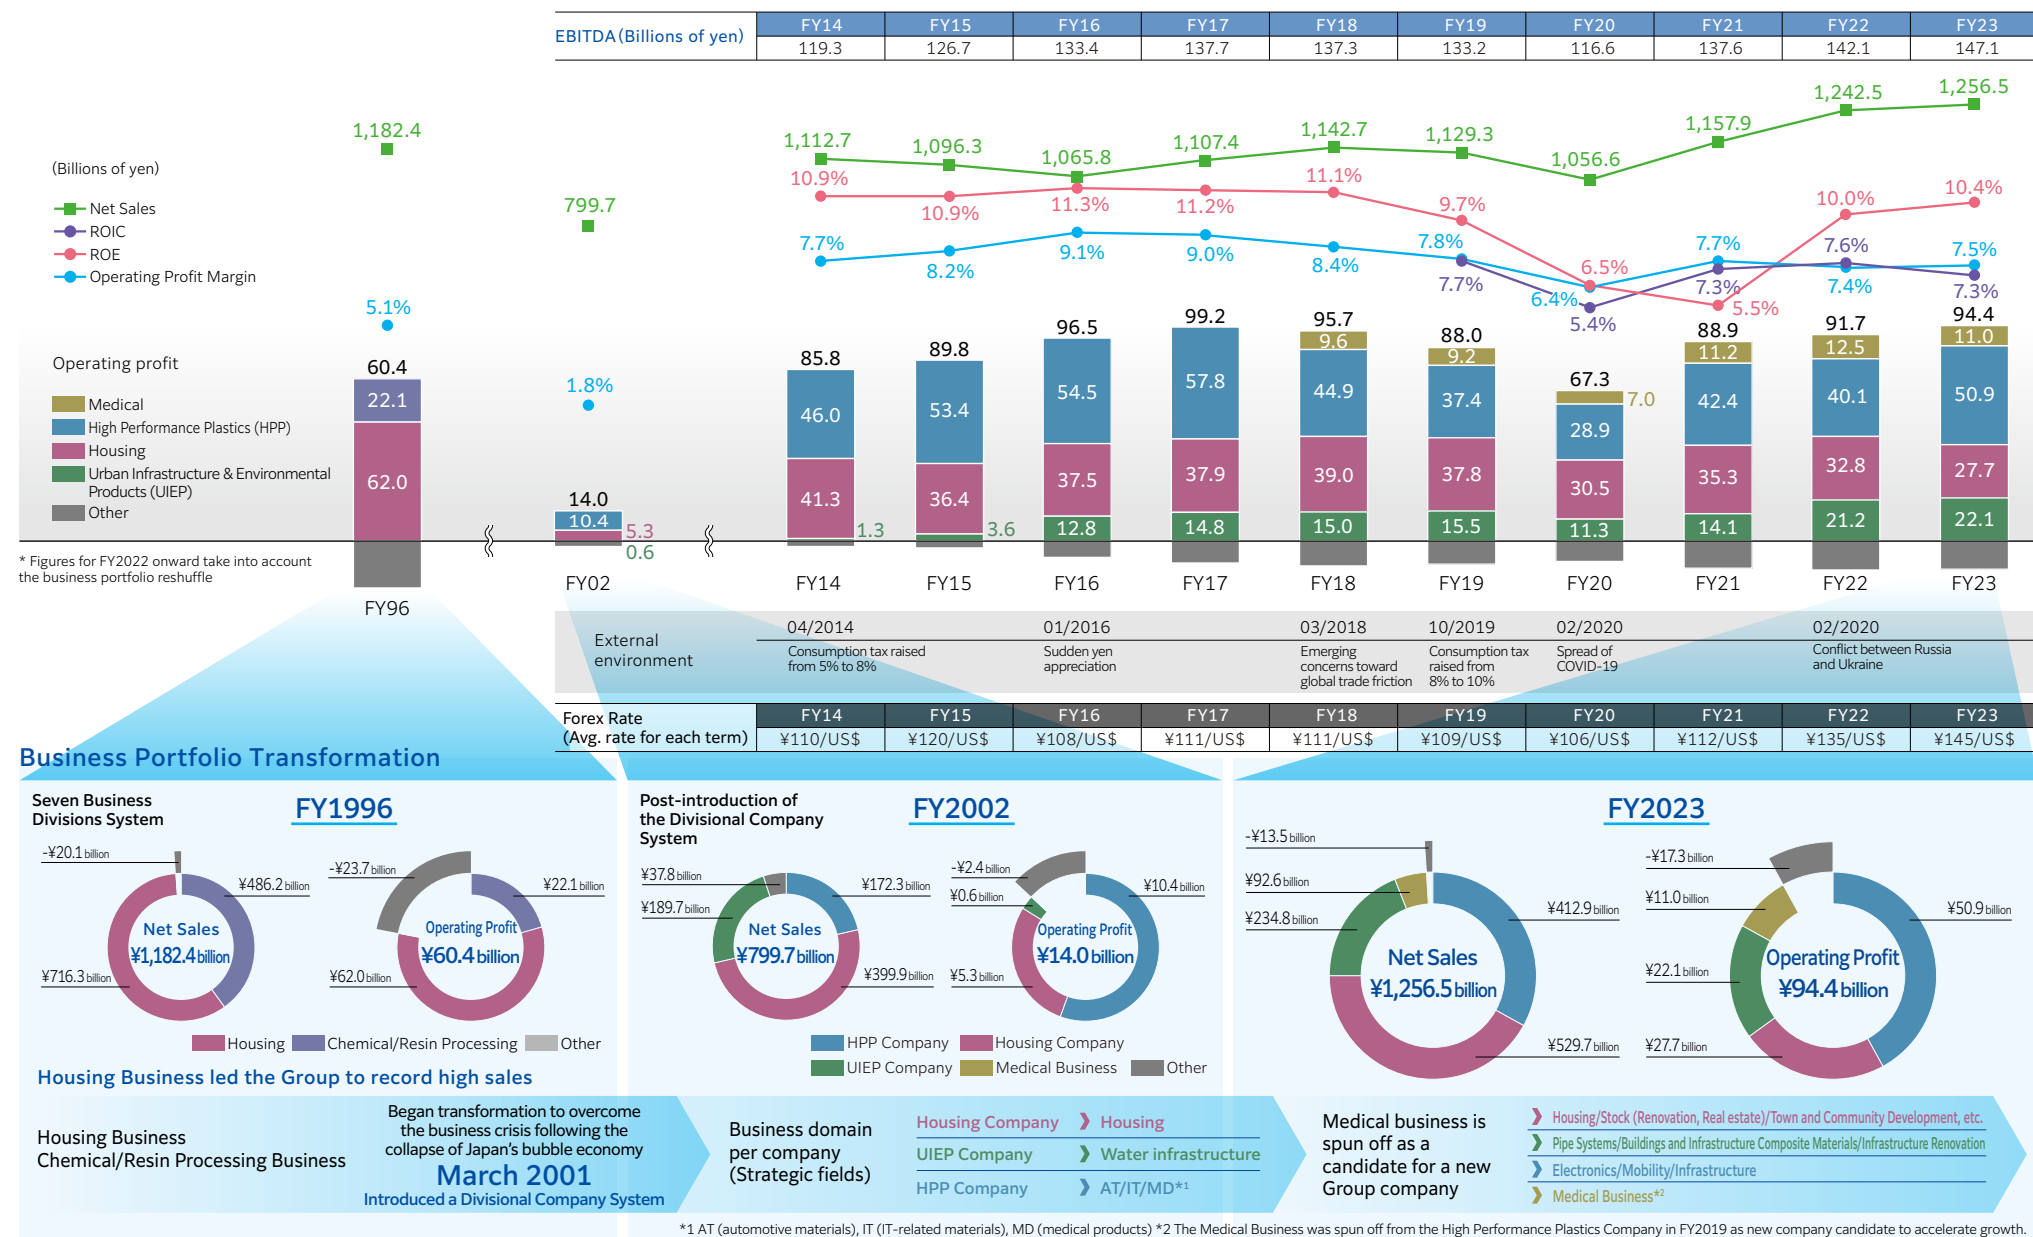 EBITDA (Billions of yen)
FY14 FY15 FY16 FY17 FY18 FY19 FY20 FY21 FY22 FY23
119.3 126.7 133.4 137.7 137.3 133.2 116.6 137.6 142.1 147.1
(Billions of yen)
Net Sales
ROIC
ROE
Operating Profit Margin
1,182.4 799.7 1,112.7 1,096.3 1,065.8 1,107.4 1,142.7 1,129.3 1,056.6 1,157.9 1,242.5 1,256.5
10.9% 10.9% 11.3% 11.2% 11.1% 9.7% 6.5% 5.5% 10.0% 10.4%
5.1% 1.8% 7.7% 8.2% 9.1% 9.0% 8.4% 7.8% 6.4% 7.7% 7.4% 7.5%
7.7% 5.4% 7.3% 7.6% 7.3%
Operating profit
Medical
High Performance Plastics (HPP)
Housing
Urban Infrastructure & Environmental
Products (UIEP)
Other
60.4 14.0 85.8 89.8 96.5 99.2 95.7 88.0 67.3 88.9 91.7 94.4
9.6 9.2 7.0 11.2 12.5 11.0
22.1 10.4 46.0 53.4 54.5 57.8 44.9 37.4 28.9 42.4 40.1 50.9
62.0 5.3 41.3 36.4 37.5 37.9 39.0 37.8 30.5 35.3 32.8 27.7
0.6 1.3 3.6 12.8 14.8 15.0 15.5 11.3 14.1 21.2 22.1
* Figures for FY2022 onward take into account
the business portfolio reshuffle
FY96 FY02 FY14 FY15 FY16 FY17 FY18 FY19 FY20 FY21 FY22 FY23
External
environment
04/2014
Consumption tax raised
from 5% to 8%
01/2016
Sudden yen
appreciation
03/2018
Emerging
concerns toward
global trade friction
10/2019
Consumption tax
raised from
8% to 10%
02/2020
Spread of
COVID-19
02/2020
Conflict between Russia
and Ukraine
Forex Rate
(Avg. rate for each term)
FY14 FY15 FY16 FY17 FY18 FY19 FY20 FY21 FY22 FY23
¥110/US$ ¥120/US$ ¥108/US$ ¥111/US$ ¥111/US$ ¥109/US$ ¥106/US$ ¥112/US$ ¥135/US$ ¥145/US$
Business Portfolio Transformation
Seven Business
Divisions System
FY1996
-¥20.1 billion
¥486.2 billion
¥716.3 billion
Net Sales
¥1,182.4 billion
-¥23.7 billion
¥22.1 billion
¥62.0 billion
Operating Profit
¥60.4 billion
Housing
Chemical/Resin Processing
Other
Housing Business led the Group to record high sales
Post-introduction of
the Divisional Company
System
FY2002
¥37.8 billion
¥189.7 billion
¥172.3 billion
¥399.9 billion
Net Sales
¥799.7 billion
-¥2.4 billion
¥0.6 billion
¥5.3 billion
¥10.4 billion
Operating Profit
¥14.0 billion
HPP Company
Housing Company
UIEP Company
Medical Business
Other
FY2023
-¥13.5 billion
¥92.6 billion
¥234.8 billion
¥412.9 billion
¥529.7 billion
Net Sales
¥1,256.5 billion
-¥17.3 billion
¥11.0 billion
¥22.1 billion
¥27.7 billion
¥50.9 billion
Operating Profit
¥94.4 billion
Housing Business
Chemical/Resin Processing Business
Began transformation to overcome
the business crisis following the
collapse of Japan's bubble economy
March 2001
Introduced a Divisional Company System
Business domain
per company
(Strategic fields)
Housing Company ❯ Housing
UIEP Company ❯ Water infrastructure
HPP Company ❯ AT/IT/MD*1
Medical business is
spun off as a
candidate for a new
Group company
❯ Housing/Stock (Renovation, Real estate)/Town and Community Development, etc.
❯ Pipe Systems/Buildings and Infrastructure Composite Materials/Infrastructure Renovation
❯ Electronics/Mobility/Infrastructure
❯ Medical Business*2
*1 AT (automotive materials), IT (IT-related materials), MD (medical products) *2 The Medical Business was spun off from the High Performance Plastics Company in FY2019 as new company candidate to accelerate growth.